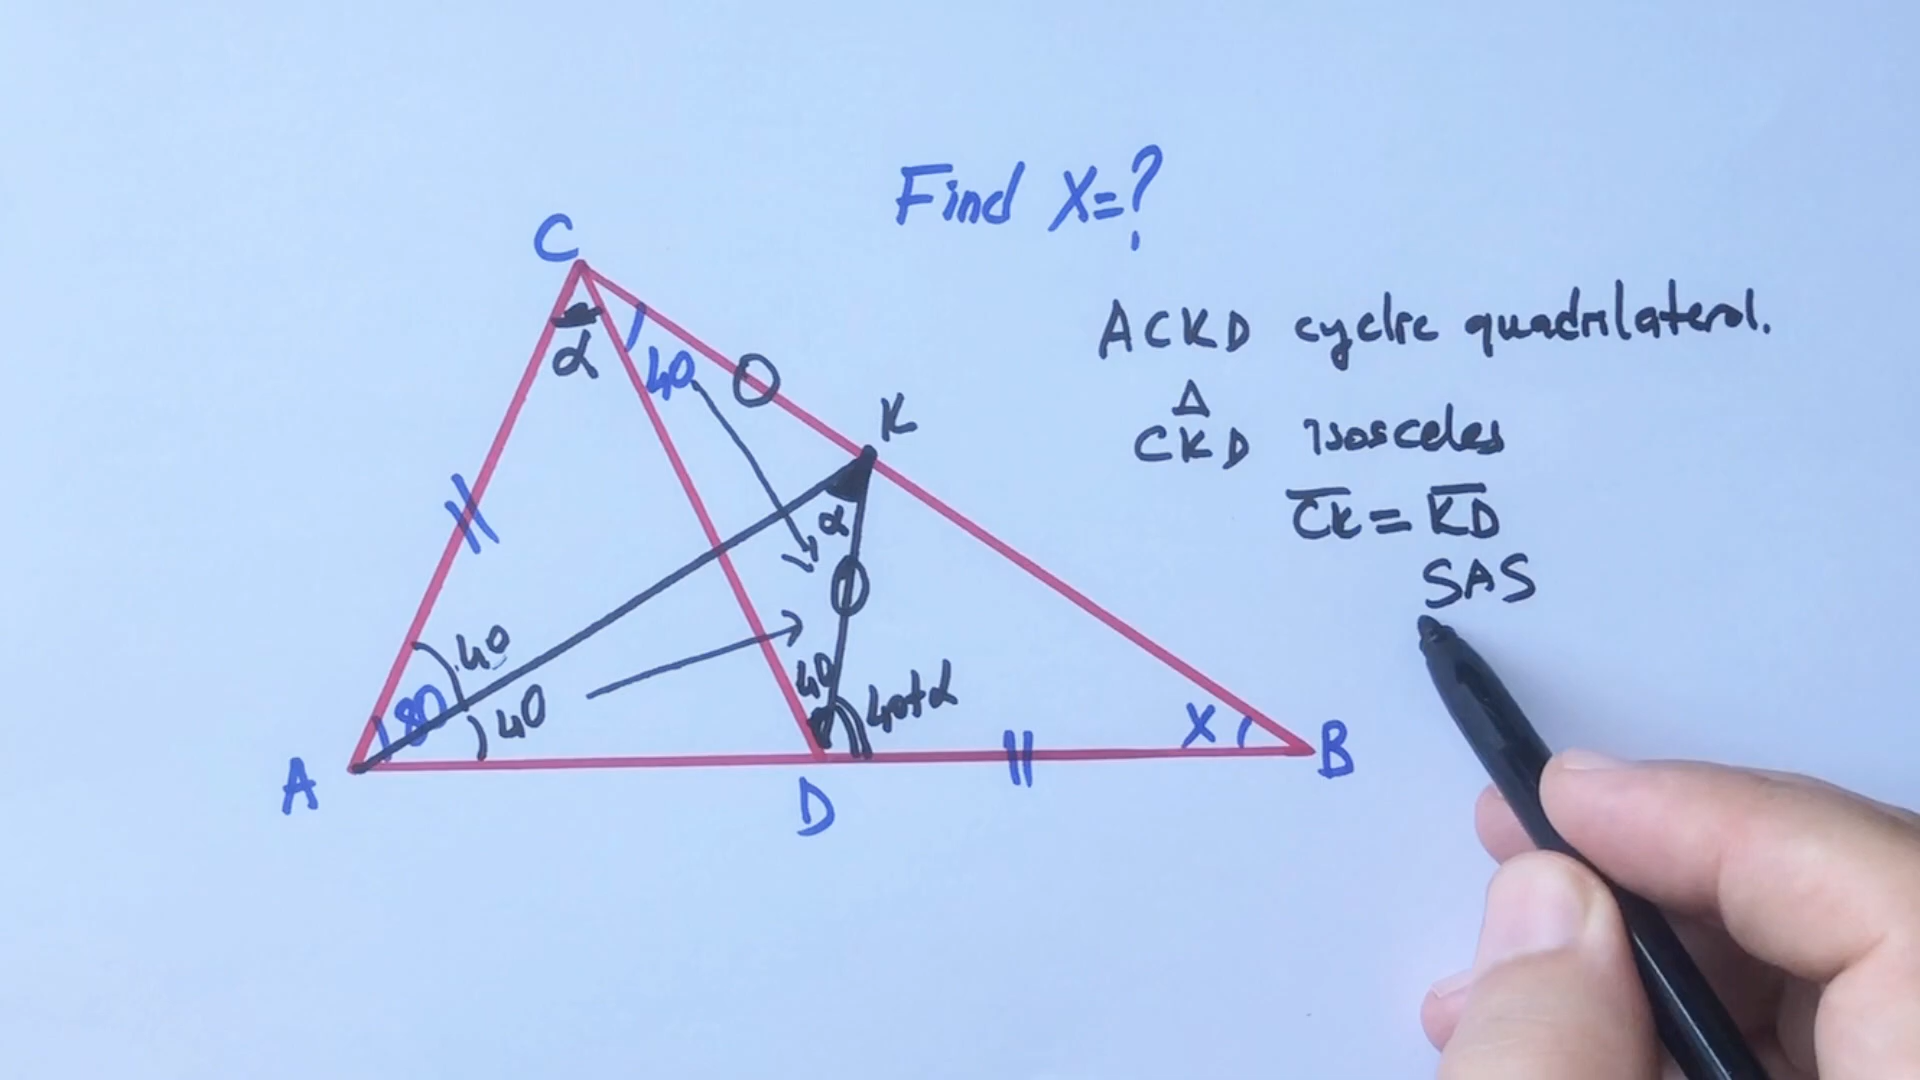 Find X=?
C
α
40
K
α
40
80
40
40
40+α
X
A
D
B
ACKD cyclic quadrilateral.
Δ
CKD isosceles
CK = KD
SAS